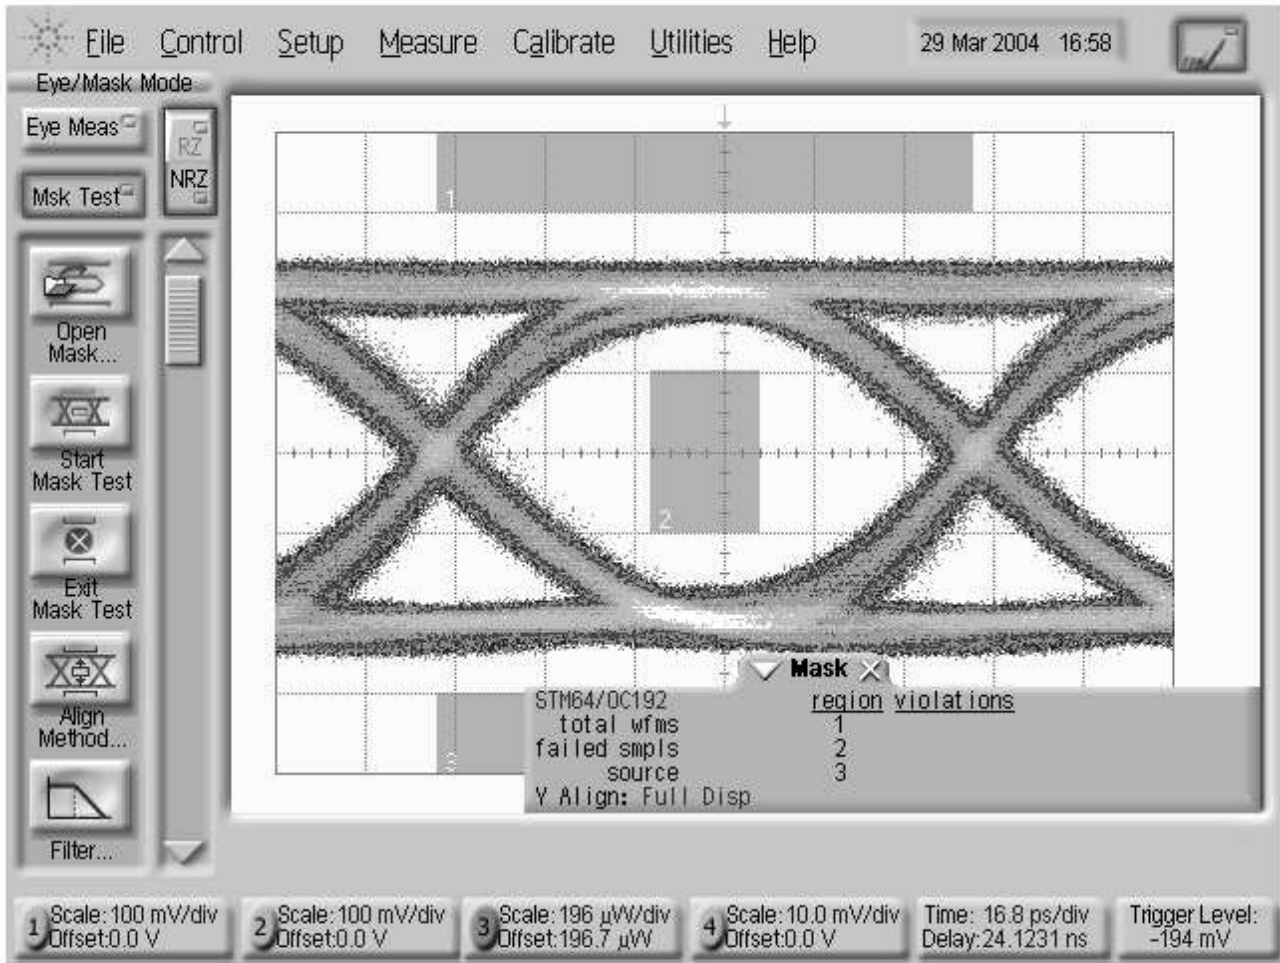 File Control Setup Measure Calibrate Utilities Help 29 Mar 2004 16:58
Eye/Mask Mode
Eye Meas
RZ
NRZ
Msk Test
1
Open
Mask...
Start
Mask Test
2
Exit
Mask Test
Align
Method...
3
Filter...
Mask
STM64/OC192 region violations
total wfms 1
failed smpls 2
source 3
Y Align: Full Disp
1 Scale: 100 mV/div
Offset:0.0 V
2 Scale: 100 mV/div
Offset:0.0 V
3 Scale: 196 µW/div
Offset:196.7 µW
4 Scale: 10.0 mV/div
Offset:0.0 V
Time: 16.8 ps/div
Delay:24.1231 ns
Trigger Level:
-194 mV